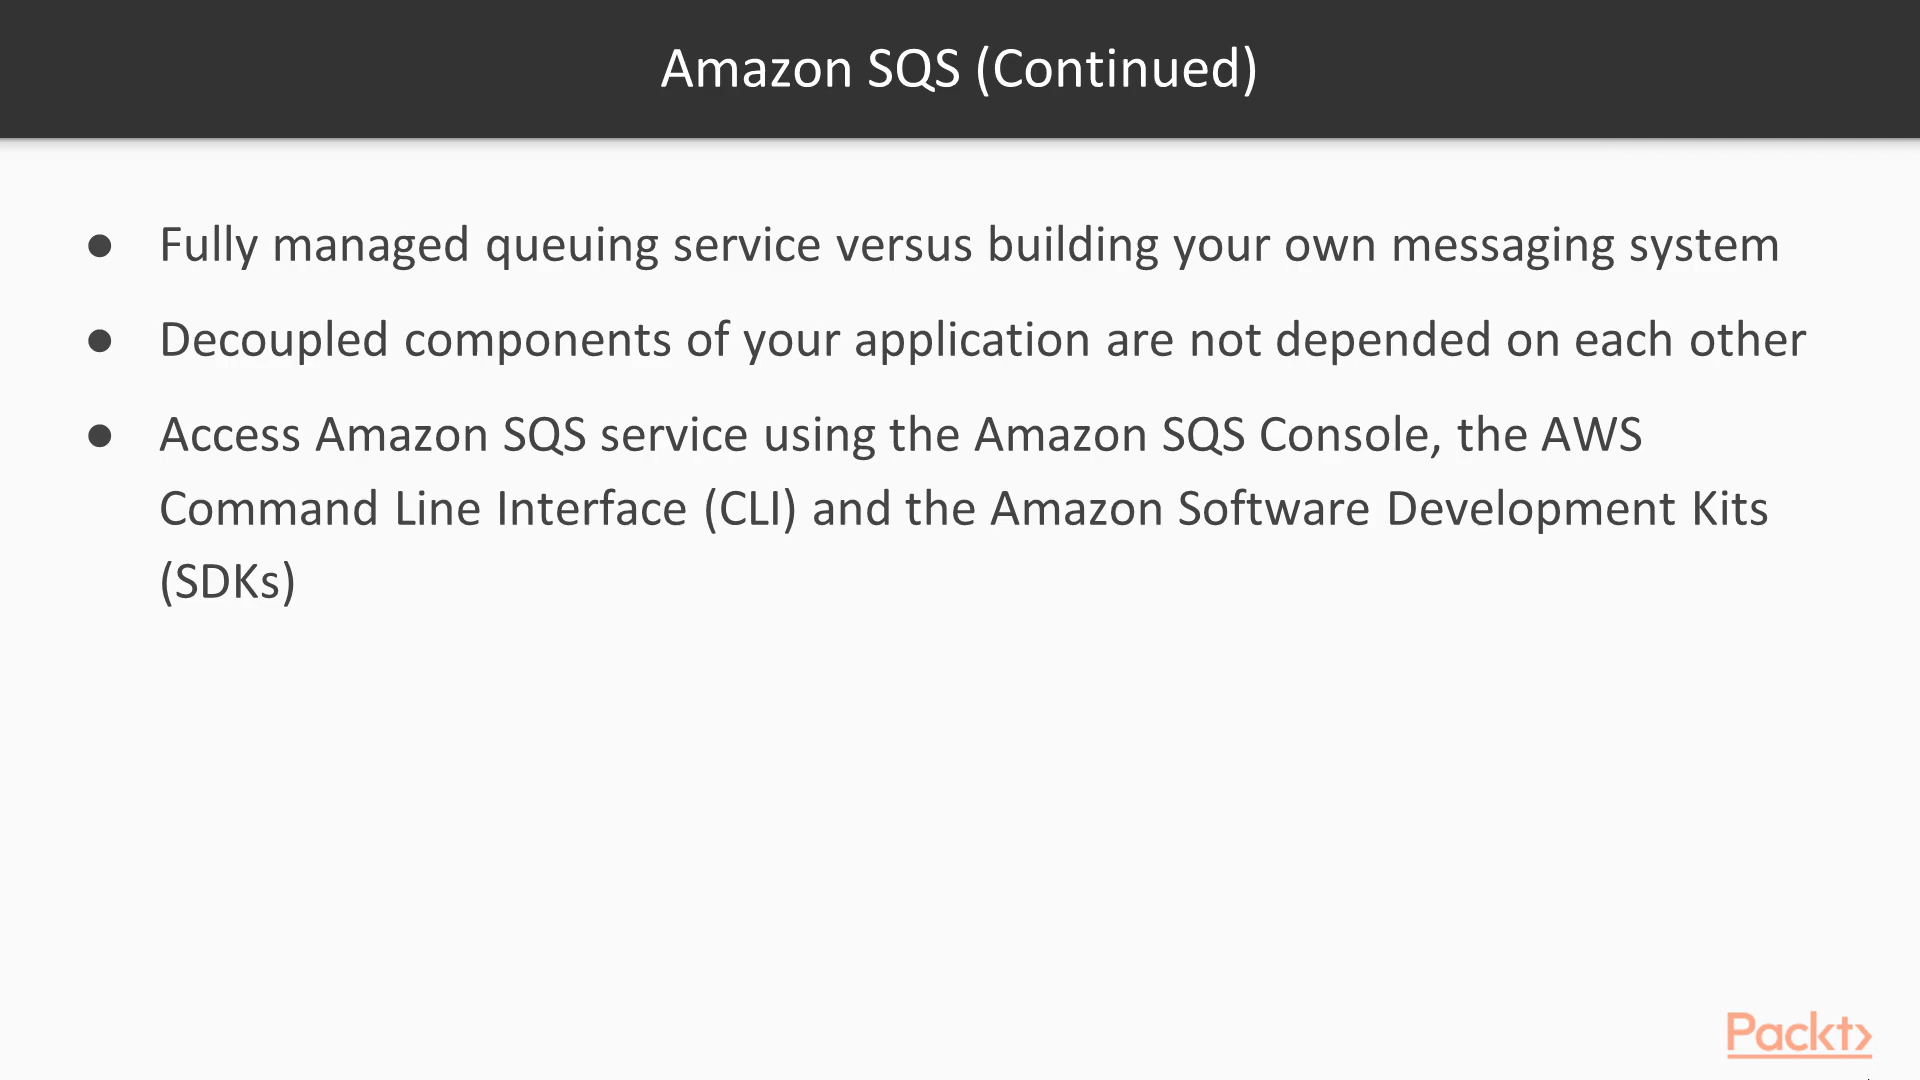 Amazon SQS (Continued)
● Fully managed queuing service versus building your own messaging system
● Decoupled components of your application are not depended on each other
● Access Amazon SQS service using the Amazon SQS Console, the AWS
Command Line Interface (CLI) and the Amazon Software Development Kits
(SDKs)
Packt>